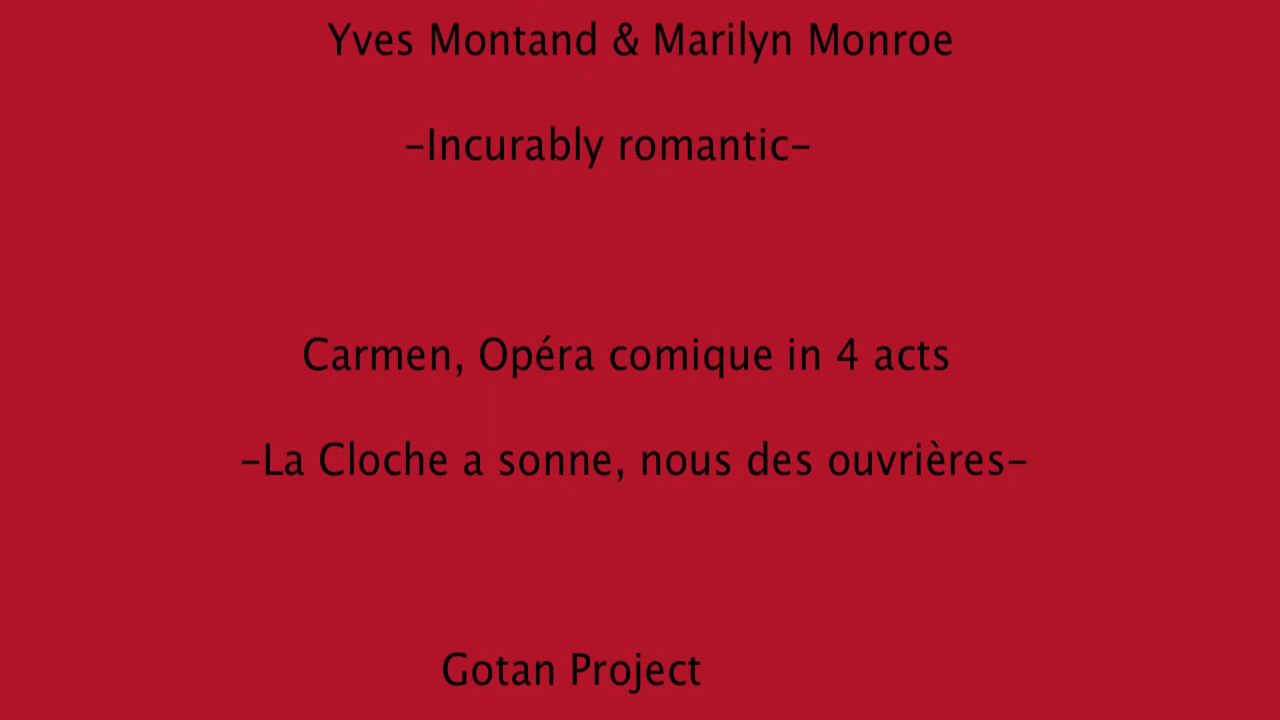 Yves Montand & Marilyn Monroe
-Incurably romantic-
Carmen, Opéra comique in 4 acts
-La Cloche a sonne, nous des ouvrières-
Gotan Project